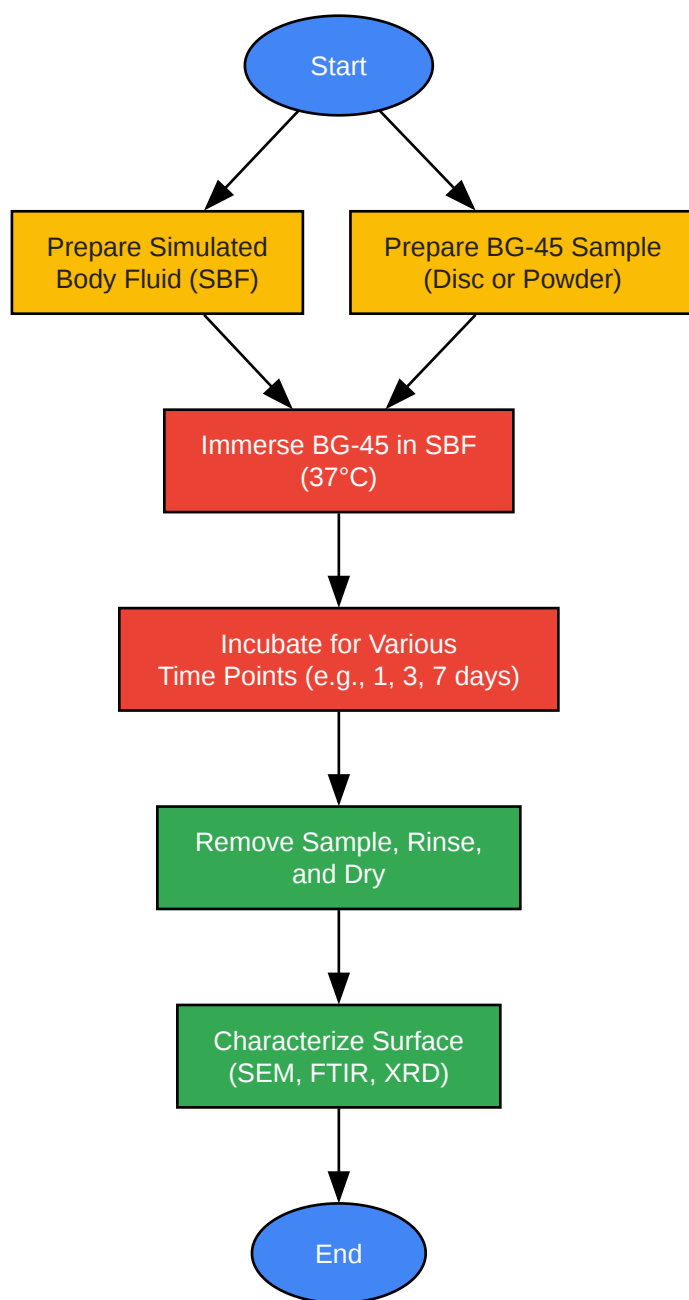 Start
Prepare Simulated
Body Fluid (SBF)
Prepare BG-45 Sample
(Disc or Powder)
Immerse BG-45 in SBF
(37°C)
Incubate for Various
Time Points (e.g., 1, 3, 7 days)
Remove Sample, Rinse,
and Dry
Characterize Surface
(SEM, FTIR, XRD)
End